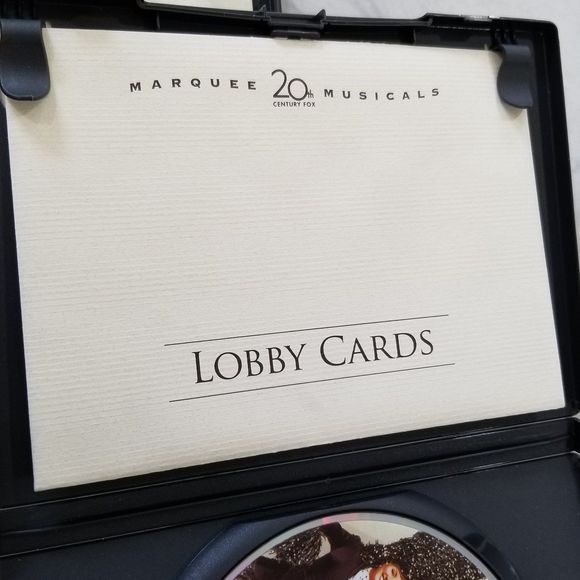 MARQUEE 20th MUSICALS
CENTURY FOX
LOBBY CARDS